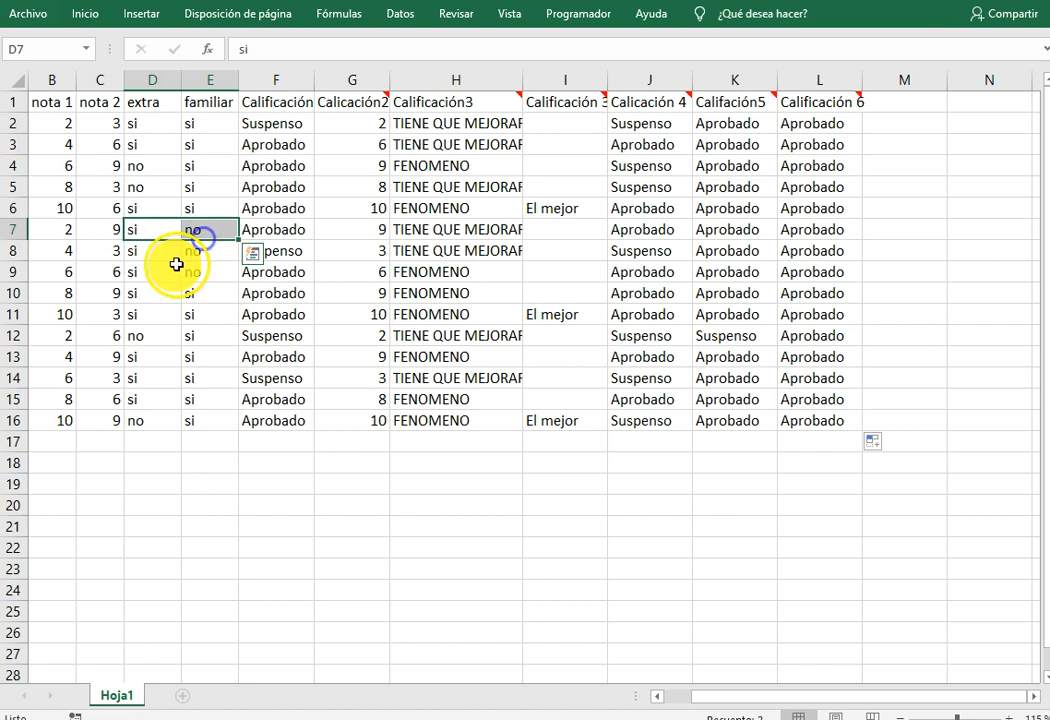 Archivo Inicio Insertar Disposición de página Fórmulas Datos Revisar Vista Programador Ayuda ¿Qué desea hacer? Compartir
D7 fx si
B C D E F G H I J K L M N
1 nota 1 nota 2 extra familiar Calificación Calicación2 Calificación3 Calificación 3 Calicación 4 Califación5 Calificación 6
2 2 3 si si Suspenso 2 TIENE QUE MEJORAR Suspenso Aprobado Aprobado
3 4 6 si si Aprobado 6 TIENE QUE MEJORAR Aprobado Aprobado Aprobado
4 6 9 no si Aprobado 9 FENOMENO Suspenso Aprobado Aprobado
5 8 3 no si Aprobado 8 TIENE QUE MEJORAR Suspenso Aprobado Aprobado
6 10 6 si si Aprobado 10 FENOMENO El mejor Aprobado Aprobado Aprobado
7 2 9 si no Aprobado 9 TIENE QUE MEJORAR Aprobado Aprobado Aprobado
8 4 3 si no penso 3 TIENE QUE MEJORAR Suspenso Aprobado Aprobado
9 6 6 si no Aprobado 6 FENOMENO Aprobado Aprobado Aprobado
10 8 9 si si Aprobado 9 FENOMENO Aprobado Aprobado Aprobado
11 10 3 si si Aprobado 10 FENOMENO El mejor Aprobado Aprobado Aprobado
12 2 6 no si Suspenso 2 TIENE QUE MEJORAR Suspenso Suspenso Aprobado
13 4 9 si si Aprobado 9 FENOMENO Aprobado Aprobado Aprobado
14 6 3 si si Suspenso 3 TIENE QUE MEJORAR Suspenso Aprobado Aprobado
15 8 6 si si Aprobado 8 FENOMENO Aprobado Aprobado Aprobado
16 10 9 no si Aprobado 10 FENOMENO El mejor Suspenso Aprobado Aprobado
17
18
19
20
21
22
23
24
25
26
27
28
Hoja1
Listo Recuento: 2 115 %